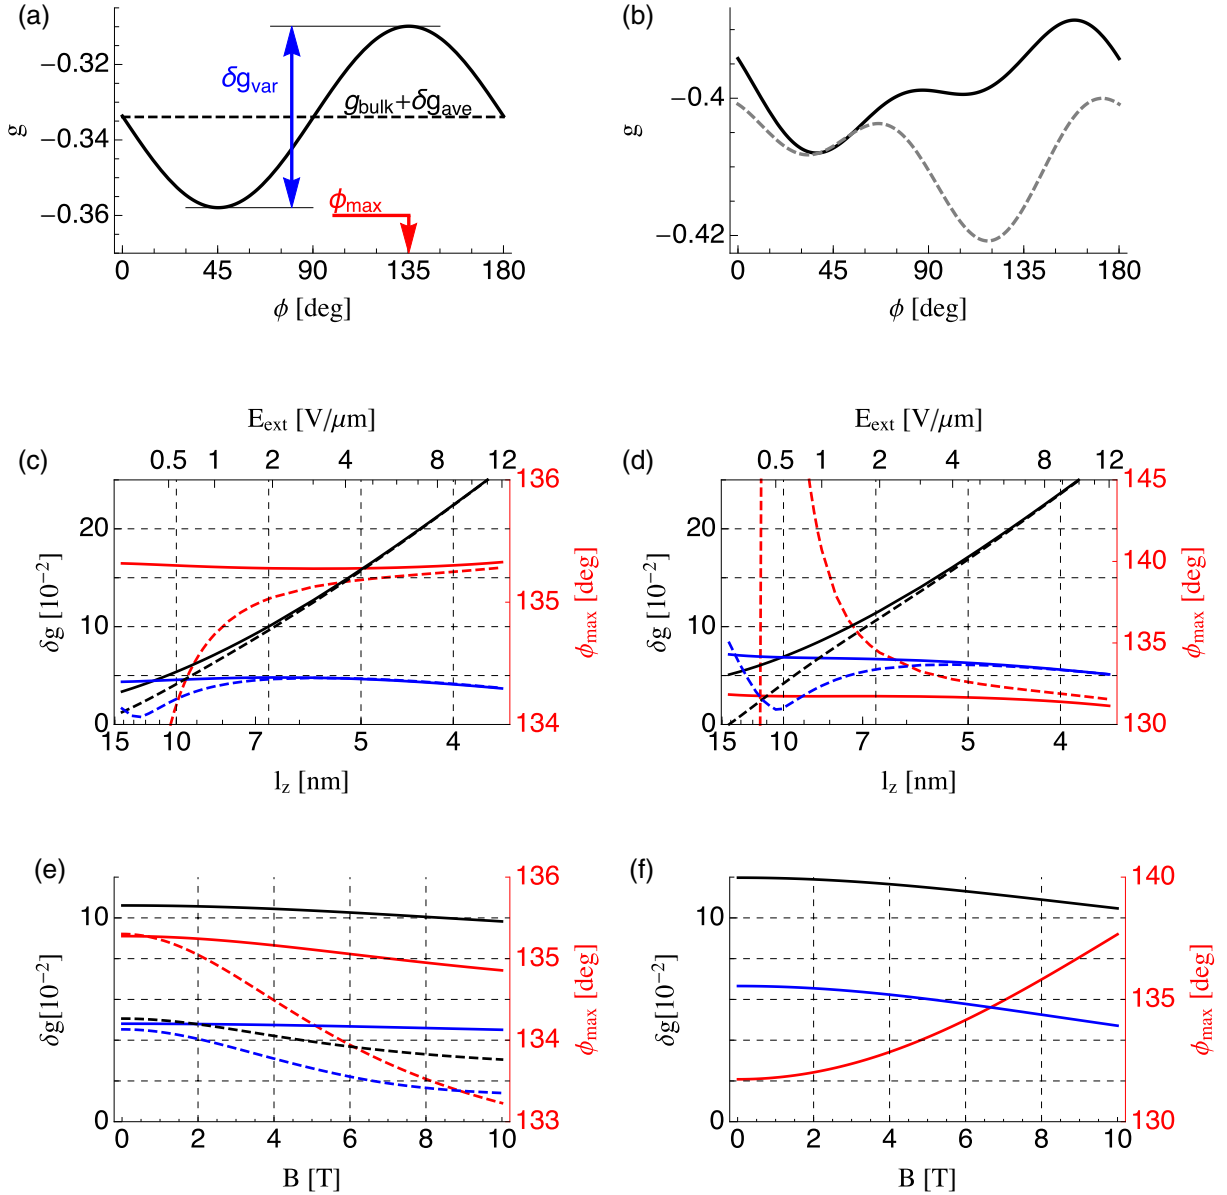 (a)
−0.32
−0.34
−0.36
g
δg_var
g_bulk+δg_ave
ϕ_max
0 45 90 135 180
ϕ [deg]
(b)
−0.4
−0.42
g
0 45 90 135 180
ϕ [deg]
E_ext [V/μm]
(c)
0.5 1 2 4 8 12
136
135
134
20
10
0
δg [10⁻²]
ϕ_max [deg]
15 10 7 5 4
l_z [nm]
E_ext [V/μm]
(d)
0.5 1 2 4 8 12
145
140
135
130
20
10
0
δg [10⁻²]
ϕ_max [deg]
15 10 7 5 4
l_z [nm]
(e)
136
135
134
133
10
0
δg[10⁻²]
ϕ_max [deg]
0 2 4 6 8 10
B [T]
(f)
140
135
130
10
0
δg[10⁻²]
ϕ_max [deg]
0 2 4 6 8 10
B [T]